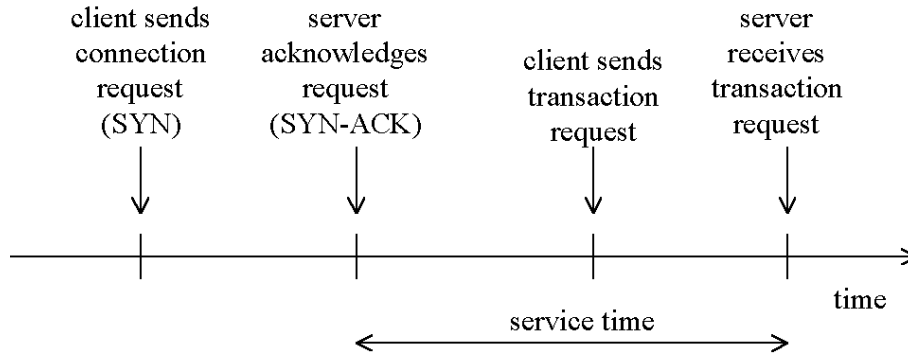 client sends
connection
request
(SYN)
server
acknowledges
request
(SYN-ACK)
client sends
transaction
request
server
receives
transaction
request
time
service time